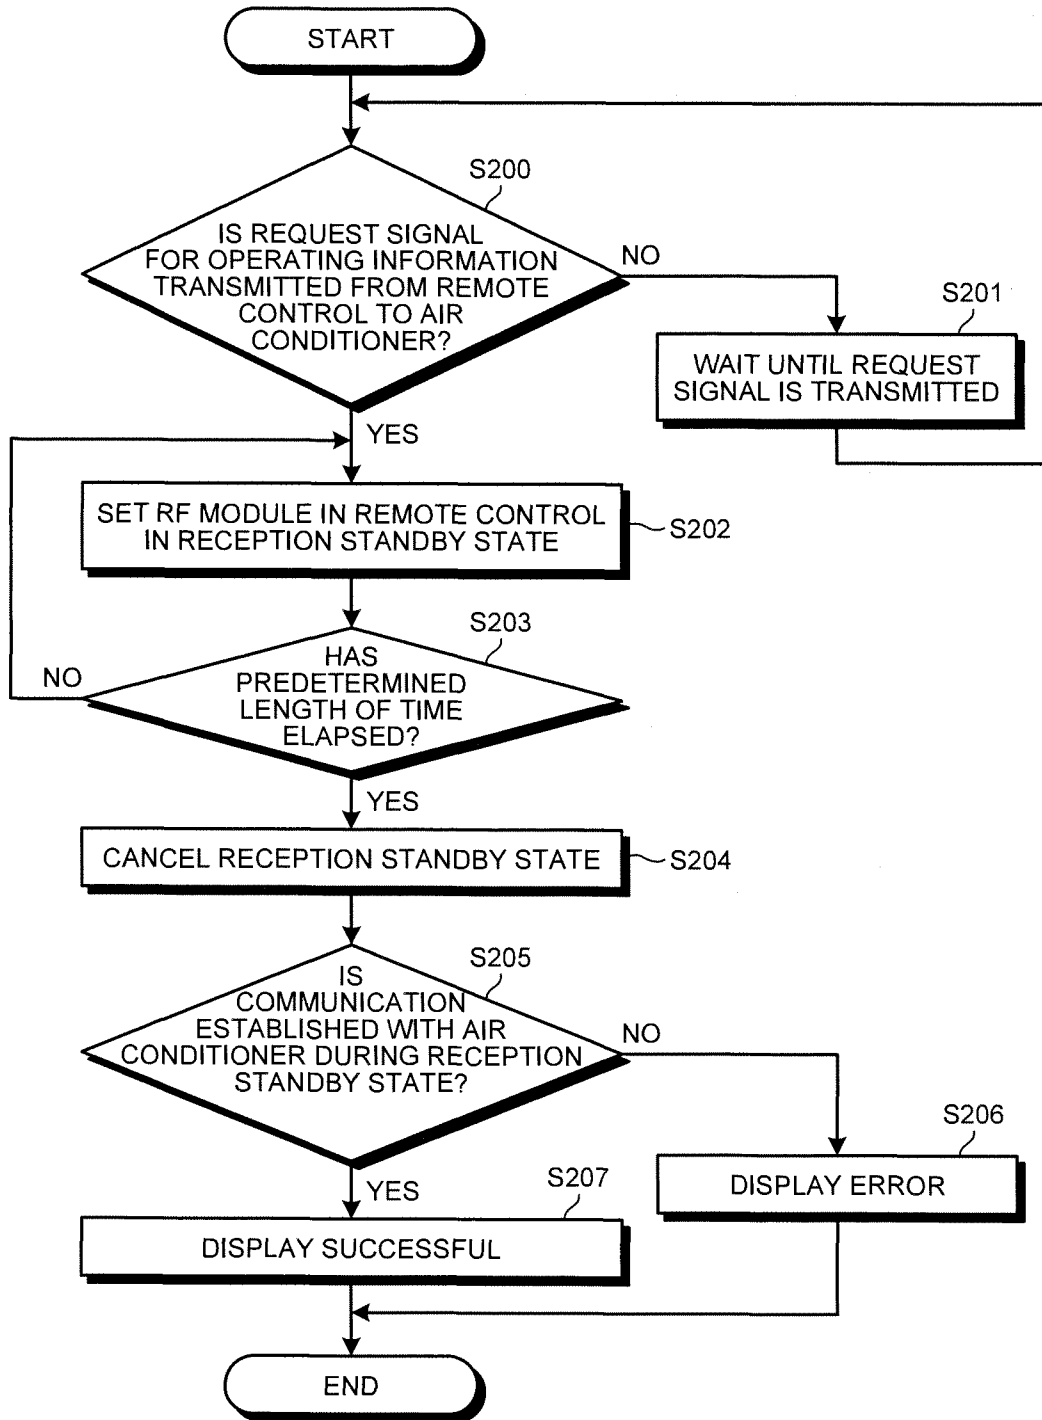 START
S200
IS REQUEST SIGNAL
FOR OPERATING INFORMATION
TRANSMITTED FROM REMOTE
CONTROL TO AIR
CONDITIONER?
NO
S201
WAIT UNTIL REQUEST
SIGNAL IS TRANSMITTED
YES
SET RF MODULE IN REMOTE CONTROL
IN RECEPTION STANDBY STATE
S202
S203
HAS
PREDETERMINED
LENGTH OF TIME
ELAPSED?
NO
YES
CANCEL RECEPTION STANDBY STATE
S204
S205
IS
COMMUNICATION
ESTABLISHED WITH AIR
CONDITIONER DURING RECEPTION
STANDBY STATE?
NO
S206
DISPLAY ERROR
YES
S207
DISPLAY SUCCESSFUL
END